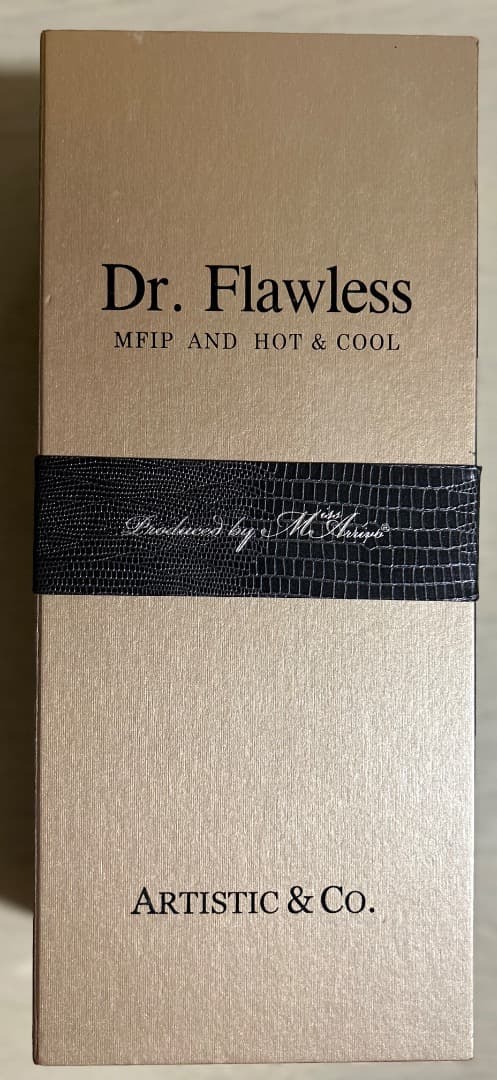 Dr. Flawless
MFIP AND HOT & COOL
Produced by Miss Arrivo®
ARTISTIC & CO.